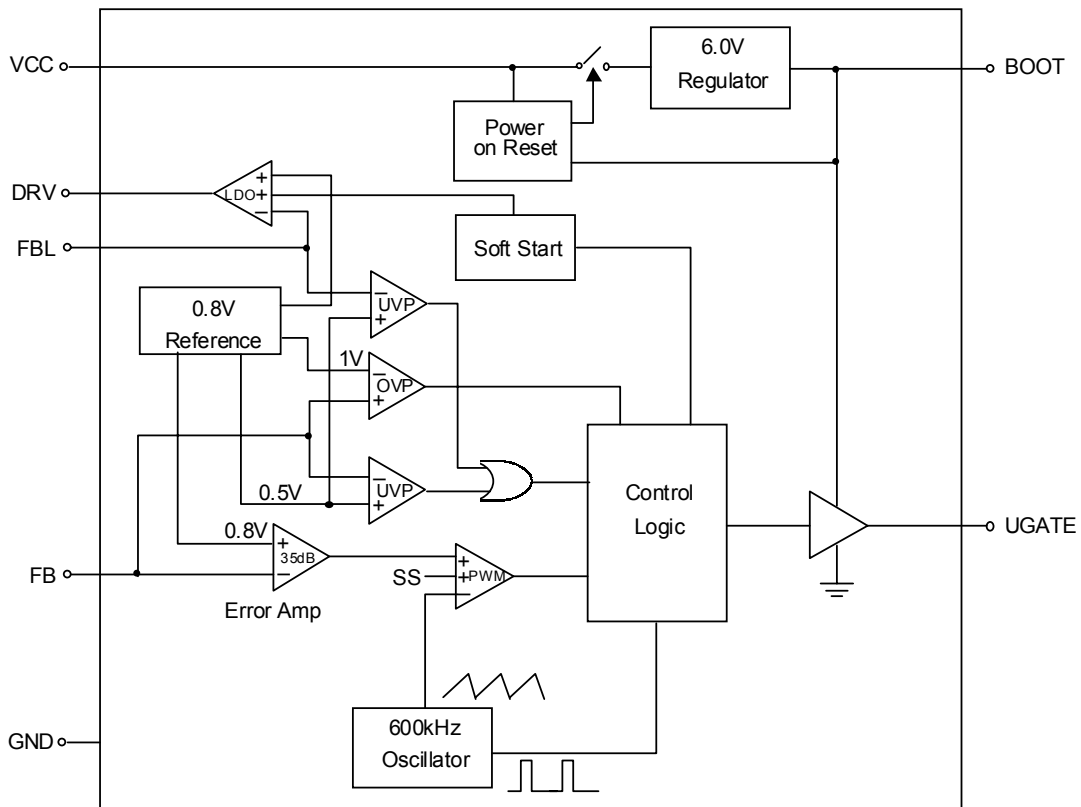 VCC
6.0V
Regulator
BOOT
Power
on Reset
DRV
LDO
+
+
−
FBL
Soft Start
0.8V
Reference
−
UVP
+
1V
−
OVP
+
0.5V
−
UVP
+
Control
Logic
UGATE
0.8V
+
35dB
−
FB
Error Amp
SS
+
+
PWM
−
600kHz
Oscillator
GND